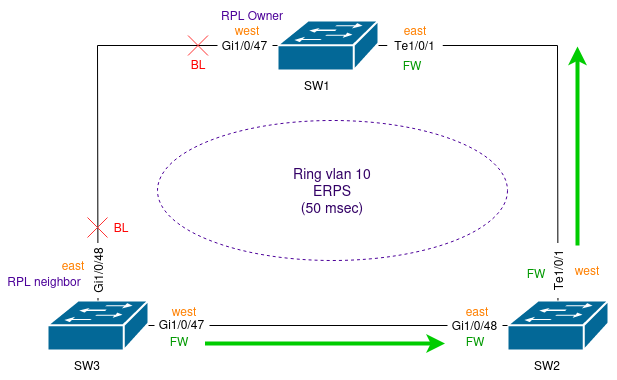 RPL Owner
west
east
Gi1/0/47
Te1/0/1
BL
FW
SW1
Ring vlan 10
ERPS
(50 msec)
BL
east
RPL neighbor
Gi1/0/48
FW
Te1/0/1
west
west
Gi1/0/47
FW
east
Gi1/0/48
FW
SW3
SW2